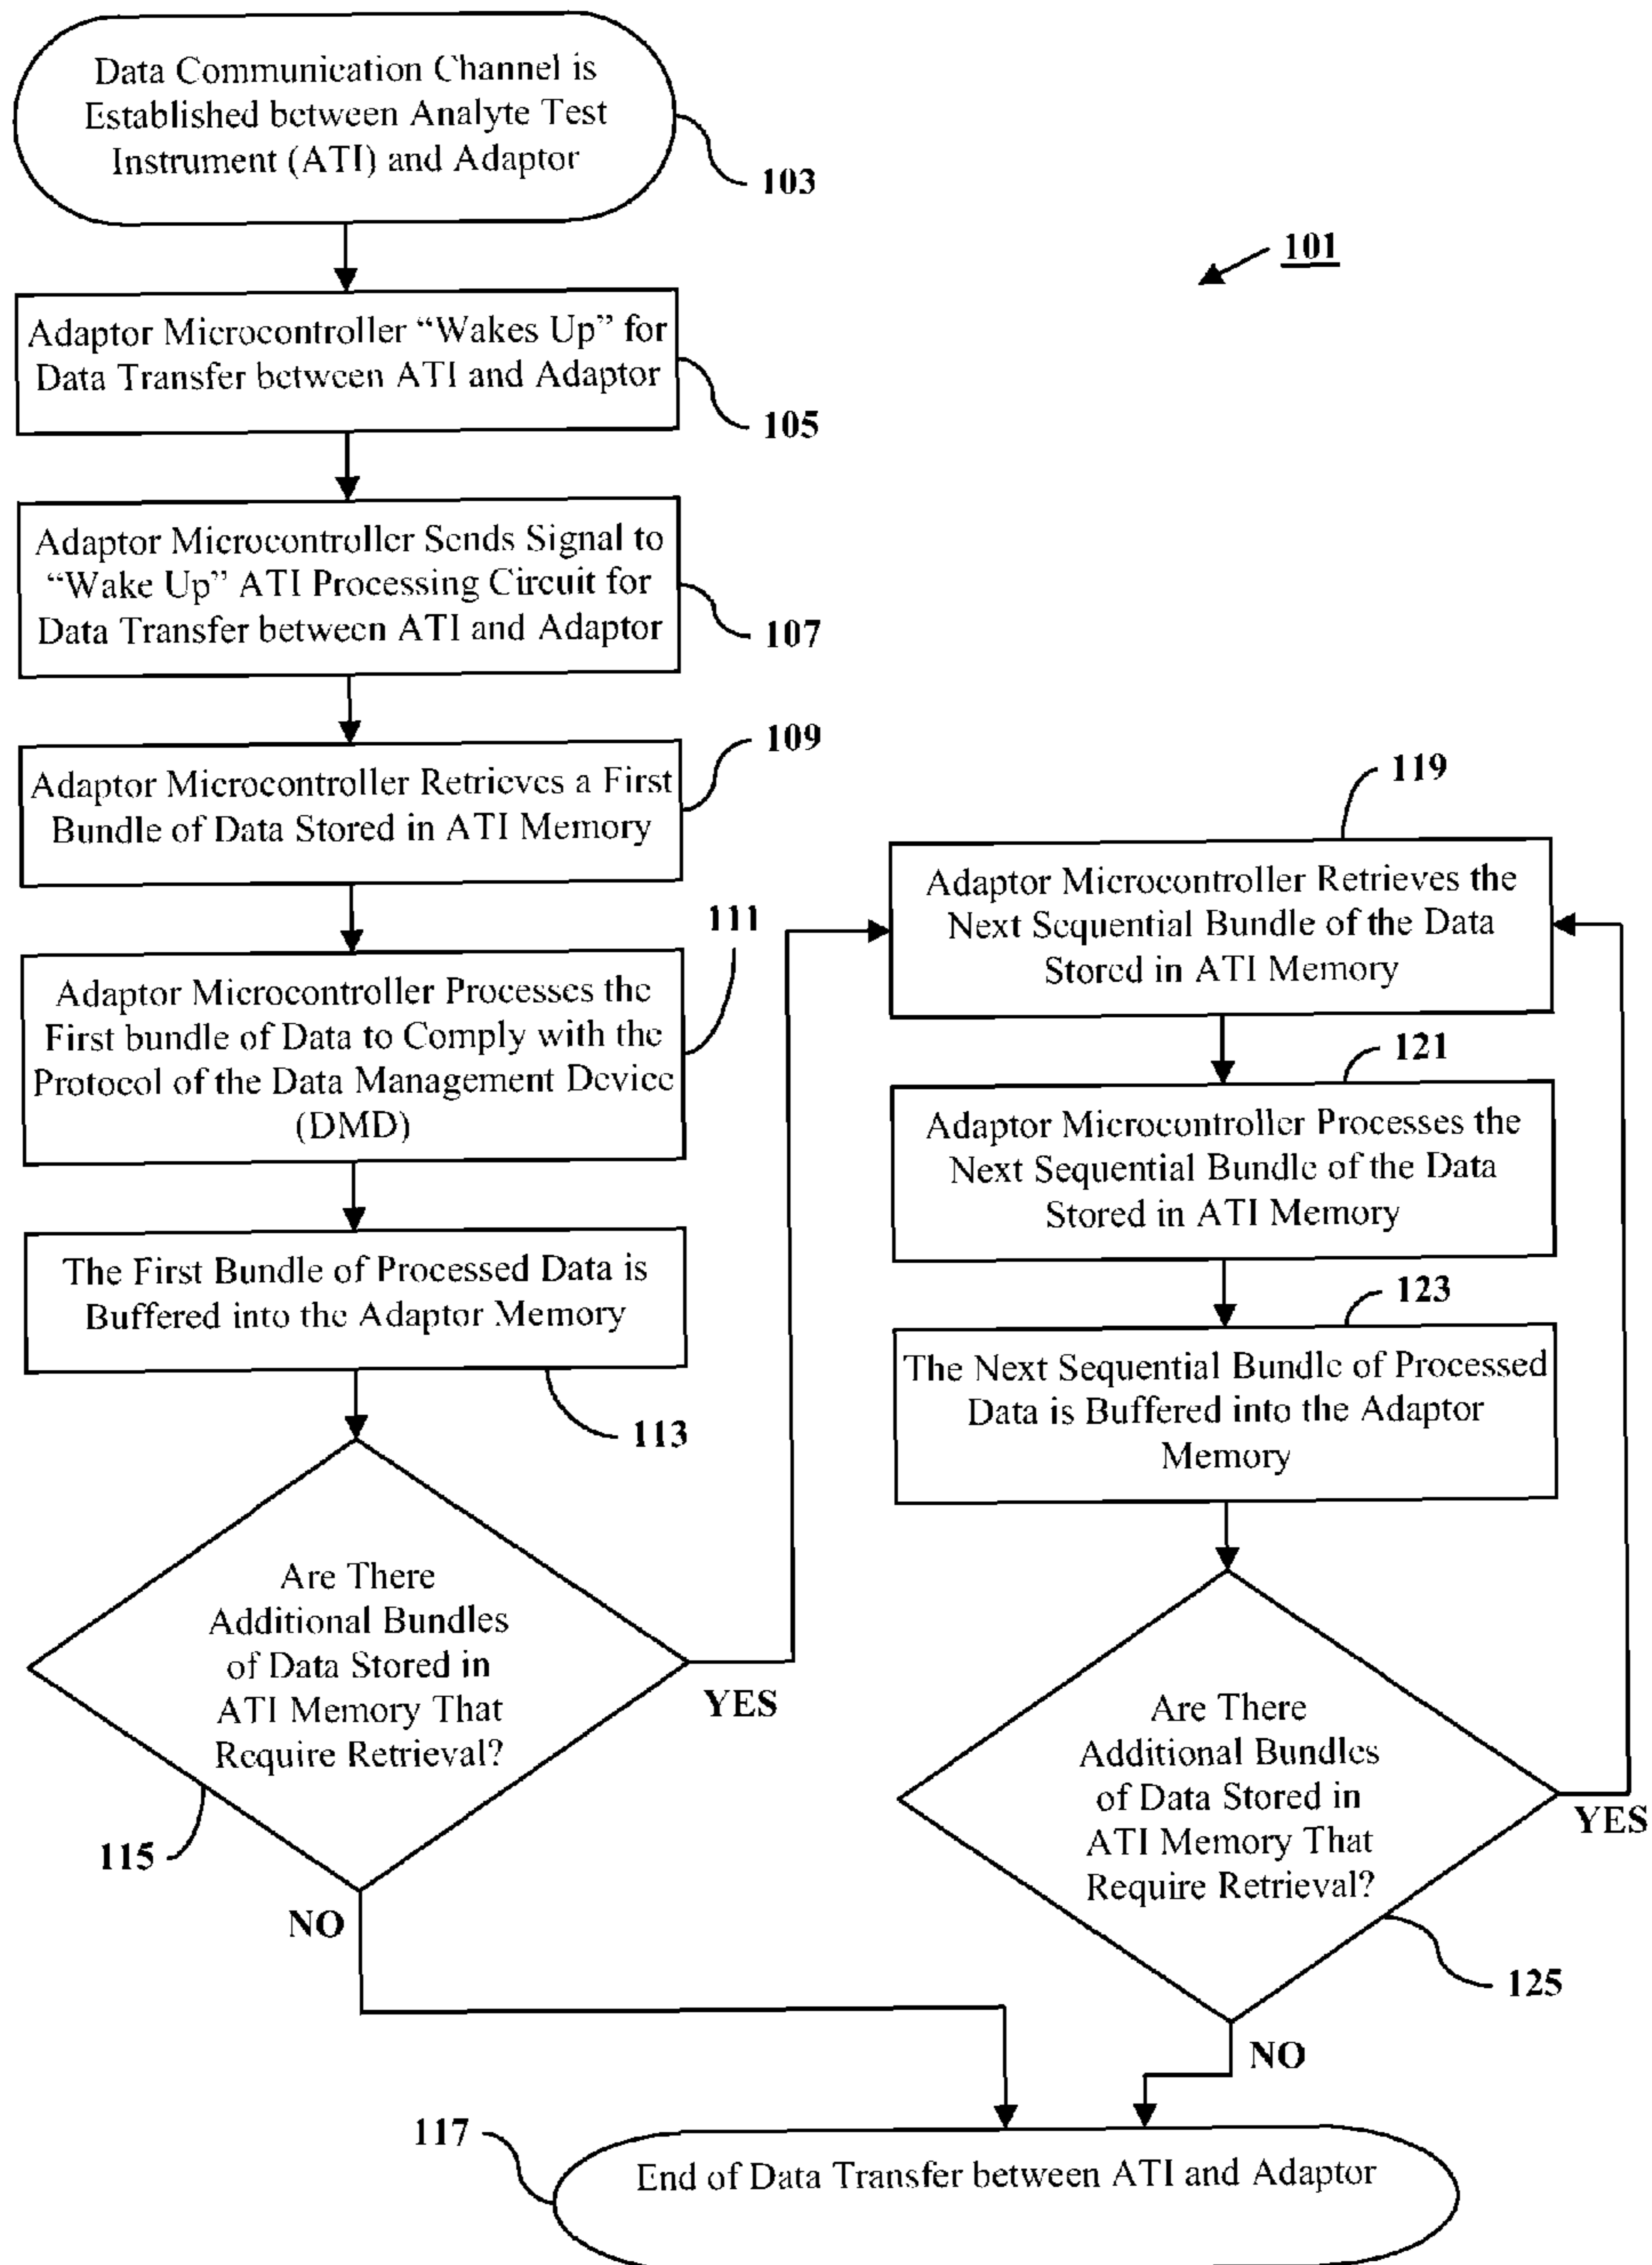 Data Communication Channel is
Established between Analyte Test
Instrument (ATI) and Adaptor
103
101
Adaptor Microcontroller “Wakes Up” for
Data Transfer between ATI and Adaptor
105
Adaptor Microcontroller Sends Signal to
“Wake Up” ATI Processing Circuit for
Data Transfer between ATI and Adaptor
107
109
Adaptor Microcontroller Retrieves a First
Bundle of Data Stored in ATI Memory
111
Adaptor Microcontroller Processes the
First bundle of Data to Comply with the
Protocol of the Data Management Device
(DMD)
The First Bundle of Processed Data is
Buffered into the Adaptor Memory
113
Are There
Additional Bundles
of Data Stored in
ATI Memory That
Require Retrieval?
YES
115
NO
119
Adaptor Microcontroller Retrieves the
Next Sequential Bundle of the Data
Stored in ATI Memory
121
Adaptor Microcontroller Processes the
Next Sequential Bundle of the Data
Stored in ATI Memory
123
The Next Sequential Bundle of Processed
Data is Buffered into the Adaptor
Memory
Are There
Additional Bundles
of Data Stored in
ATI Memory That
Require Retrieval?
YES
125
NO
117
End of Data Transfer between ATI and Adaptor